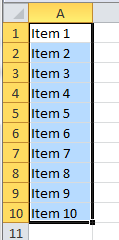 A
1 Item 1
2 Item 2
3 Item 3
4 Item 4
5 Item 5
6 Item 6
7 Item 7
8 Item 8
9 Item 9
10 Item 10
11